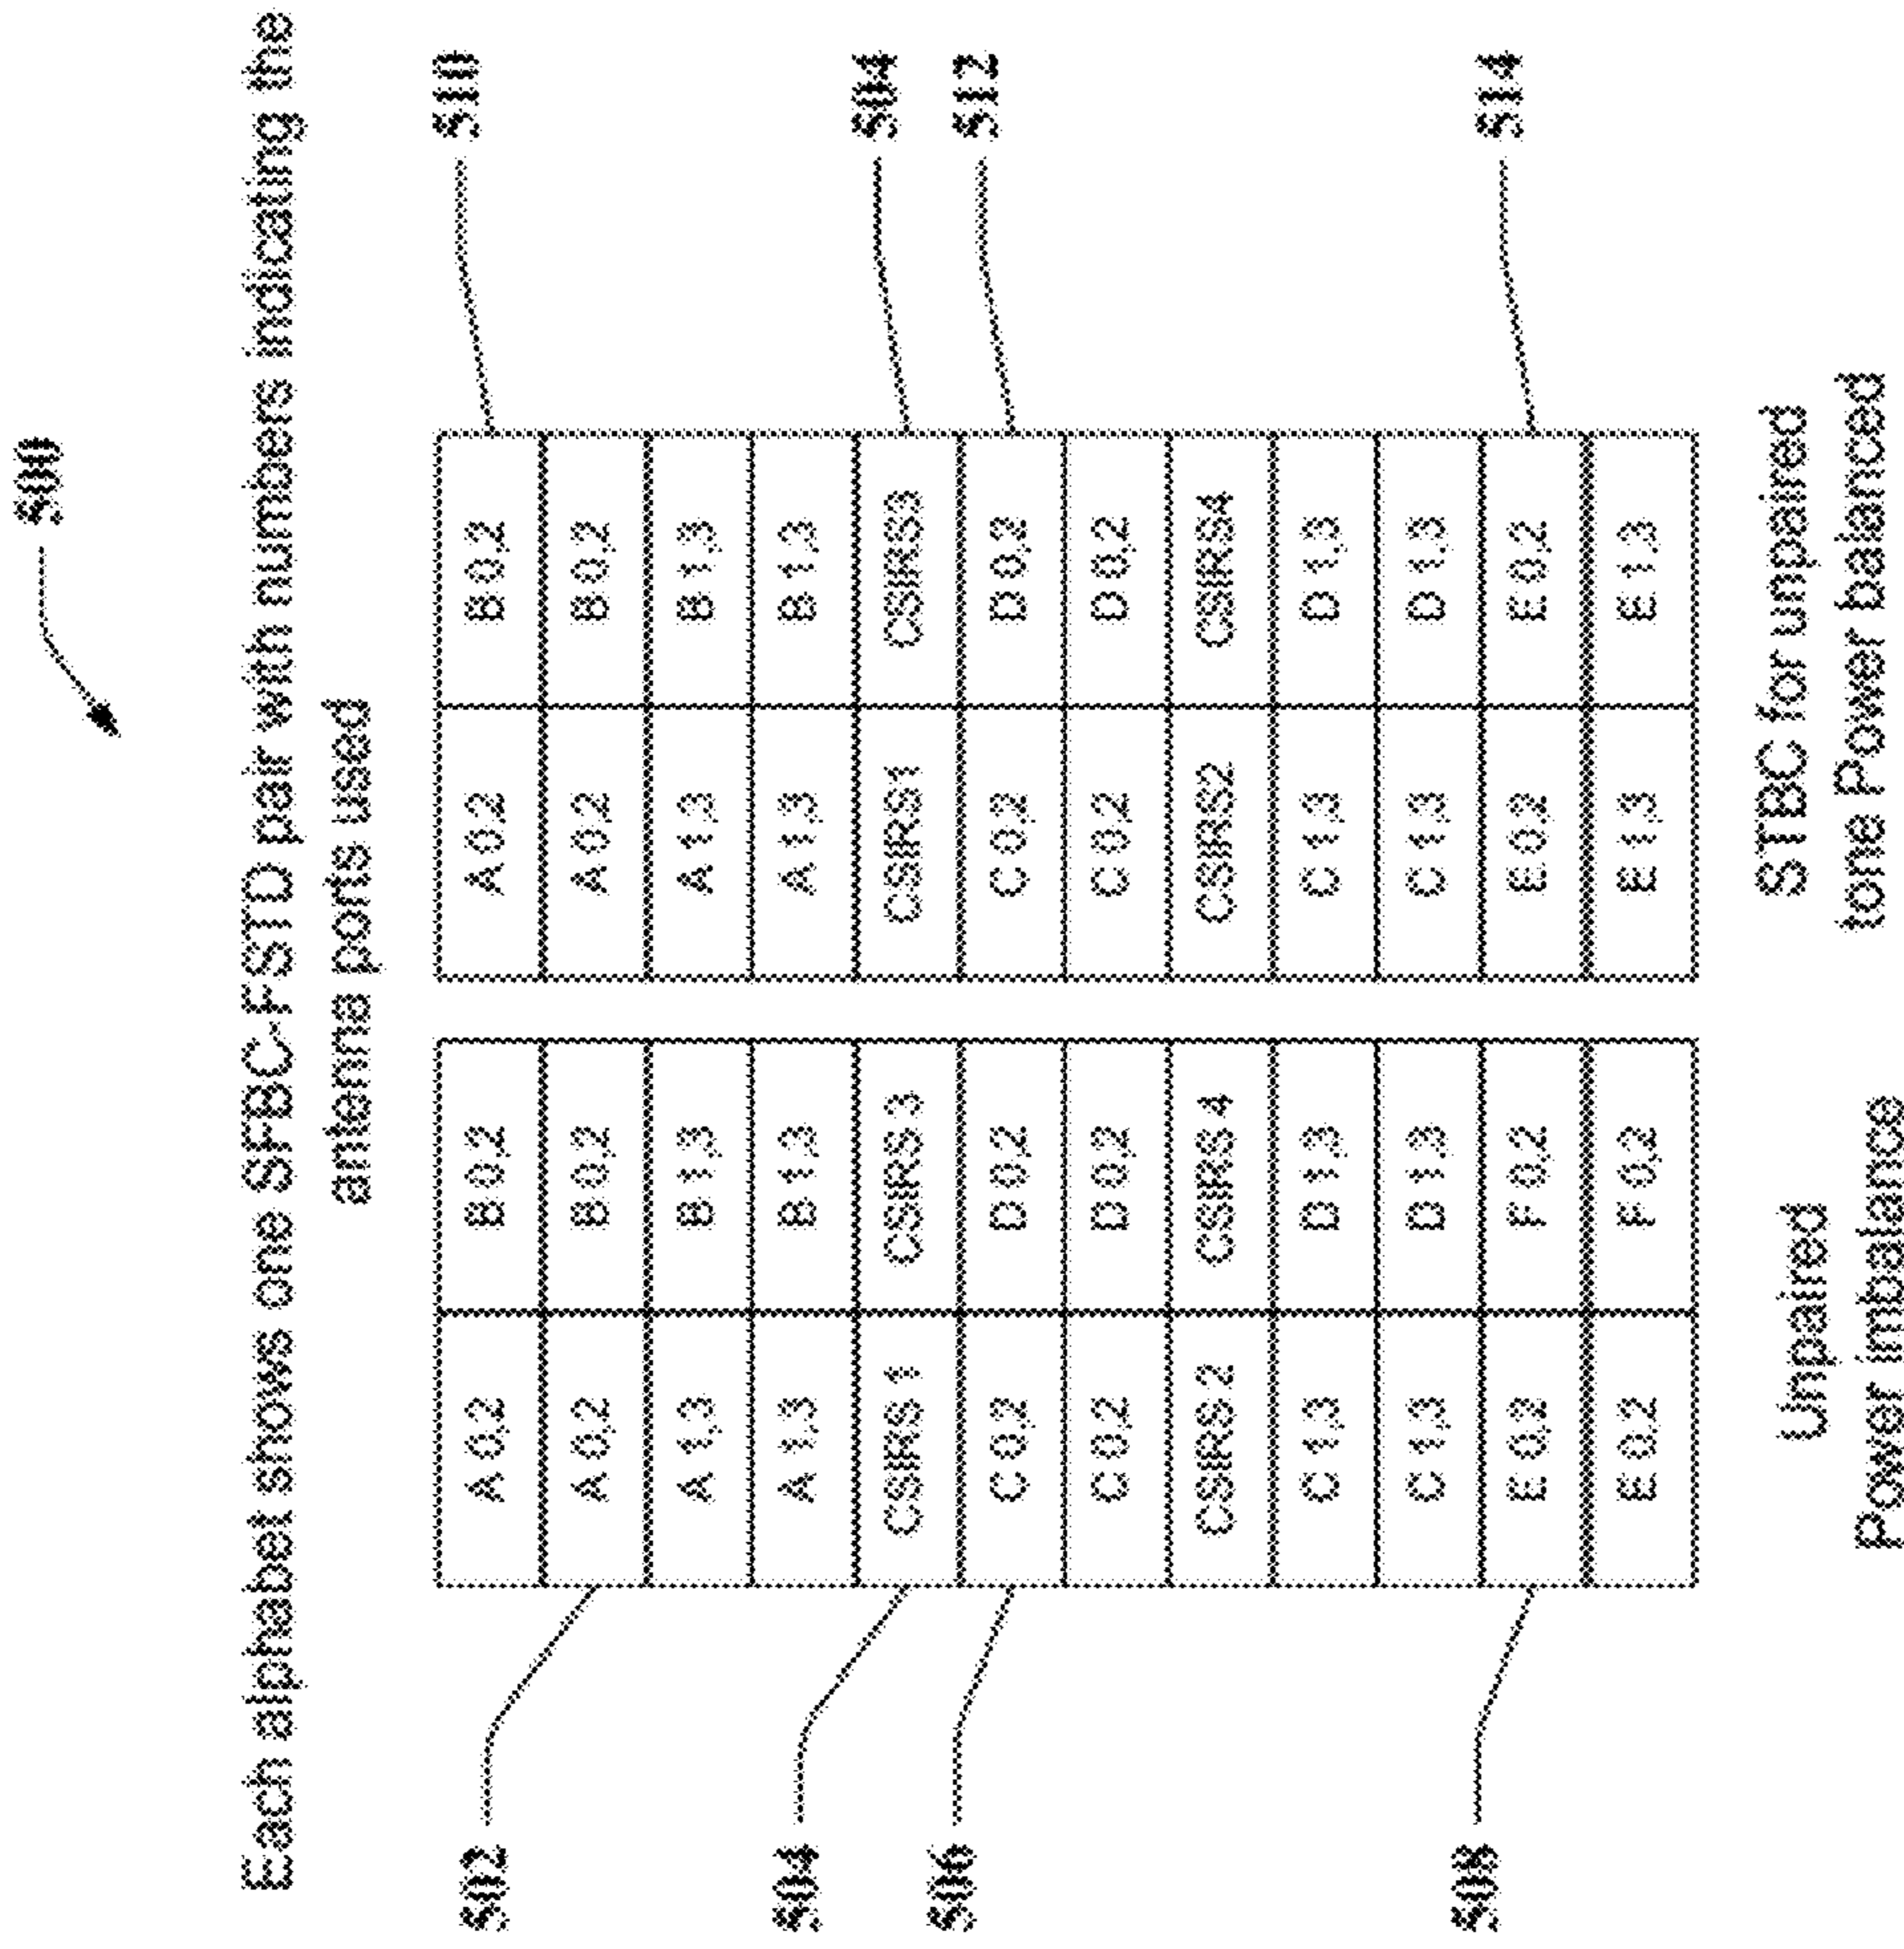 500
Each alphabet shows one SFBC-FSTD pair with numbers indicating the
antenna ports used
510
502
A 0,2 B 0,2 A 0,2 B 0,2
A 0,2 B 0,2 A 0,2 B 0,2
A 1,3 B 1,3 A 1,3 B 1,3
A 1,3 B 1,3 A 1,3 B 1,3
504
504
CSIRS 1 CSIRS 3 CSIRS1 CSIRS3
506
512
C 0,2 D 0,2 C 0,2 D 0,2
C 0,2 D 0,2 C 0,2 D 0,2
CSIRS 2 CSIRS 4 CSIRS2 CSIRS4
C 1,3 D 1,3 C 1,3 D 1,3
C 1,3 D 1,3 C 1,3 D 1,3
508
514
E 0,2 F 0,2 E 0,2 E 0,2
E 0,2 F 0,2 E 1,3 E 1,3
Unpaired
Power imbalance
STBC for unpaired
tone Power balanced